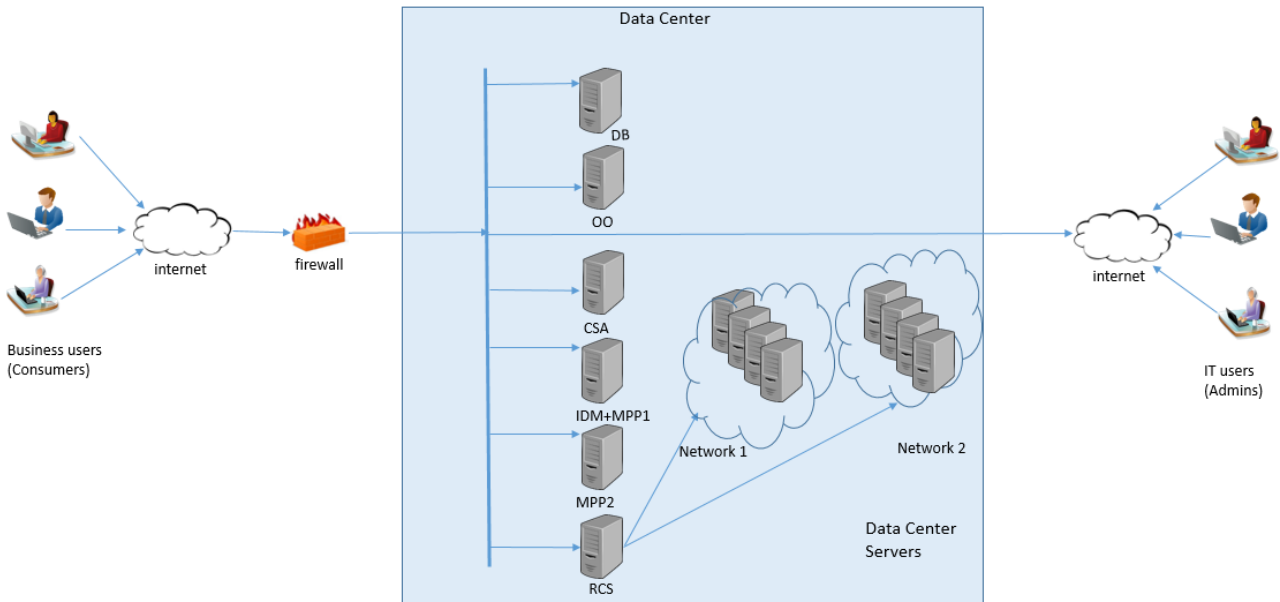 Data Center
DB
OO
internet
firewall
internet
CSA
Business users
(Consumers)
IDM+MPP1
IT users
(Admins)
Network 1
Network 2
MPP2
Data Center
Servers
RCS